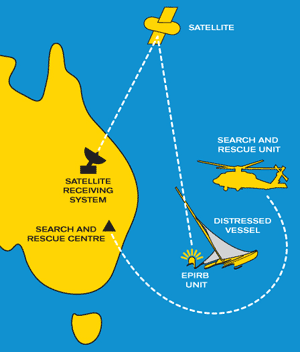 SATELLITE
SEARCH AND
RESCUE UNIT
SATELLITE
RECEIVING
SYSTEM
DISTRESSED
VESSEL
SEARCH AND
RESCUE CENTRE
EPIRB
UNIT